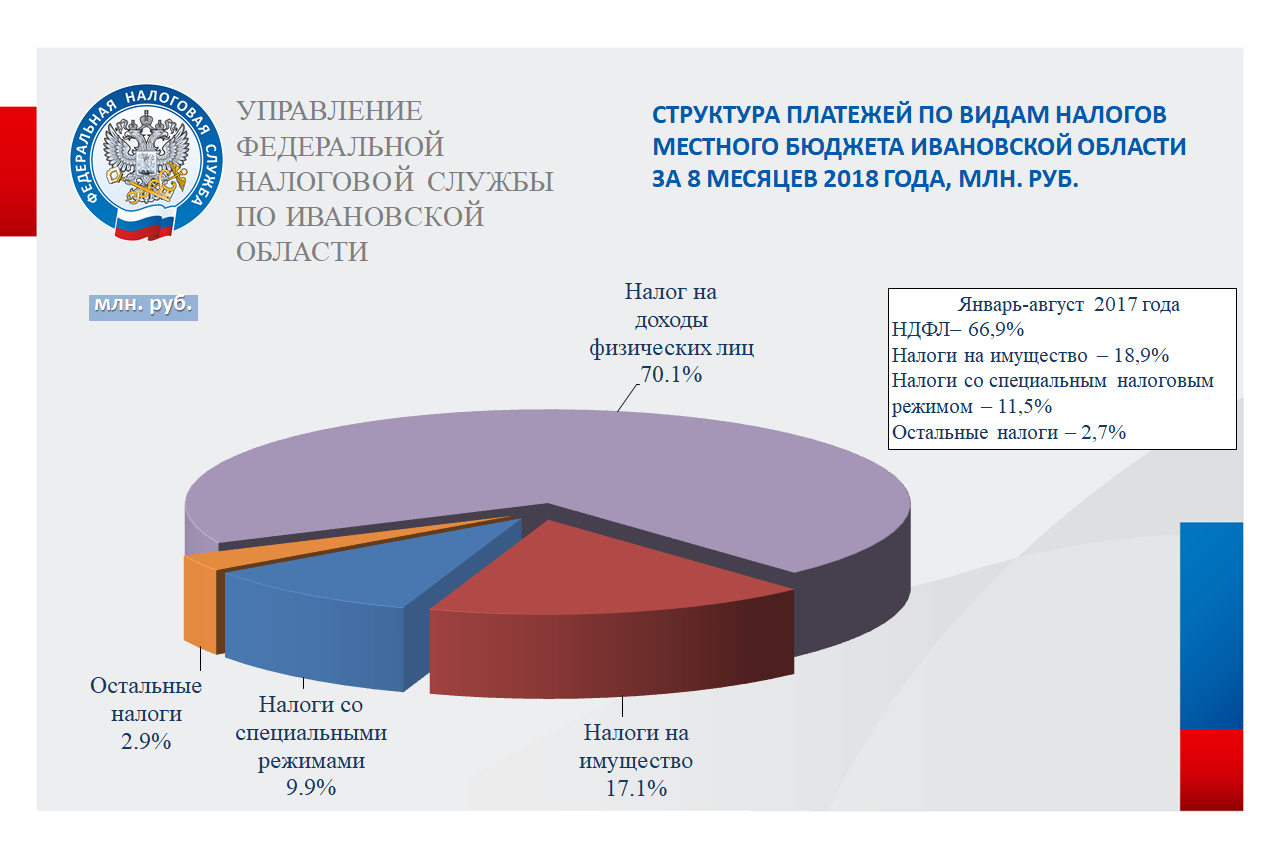 ФЕДЕРАЛЬНАЯ НАЛОГОВАЯ СЛУЖБА
УПРАВЛЕНИЕ
ФЕДЕРАЛЬНОЙ
НАЛОГОВОЙ СЛУЖБЫ
ПО ИВАНОВСКОЙ
ОБЛАСТИ
СТРУКТУРА ПЛАТЕЖЕЙ ПО ВИДАМ НАЛОГОВ
МЕСТНОГО БЮДЖЕТА ИВАНОВСКОЙ ОБЛАСТИ
ЗА 8 МЕСЯЦЕВ 2018 ГОДА, МЛН. РУБ.
млн. руб.
Налог на
доходы
физических лиц
70.1%
Январь-август 2017 года
НДФЛ– 66,9%
Налоги на имущество – 18,9%
Налоги со специальным налоговым
режимом – 11,5%
Остальные налоги – 2,7%
Остальные
налоги
2.9%
Налоги со
специальными
режимами
9.9%
Налоги на
имущество
17.1%